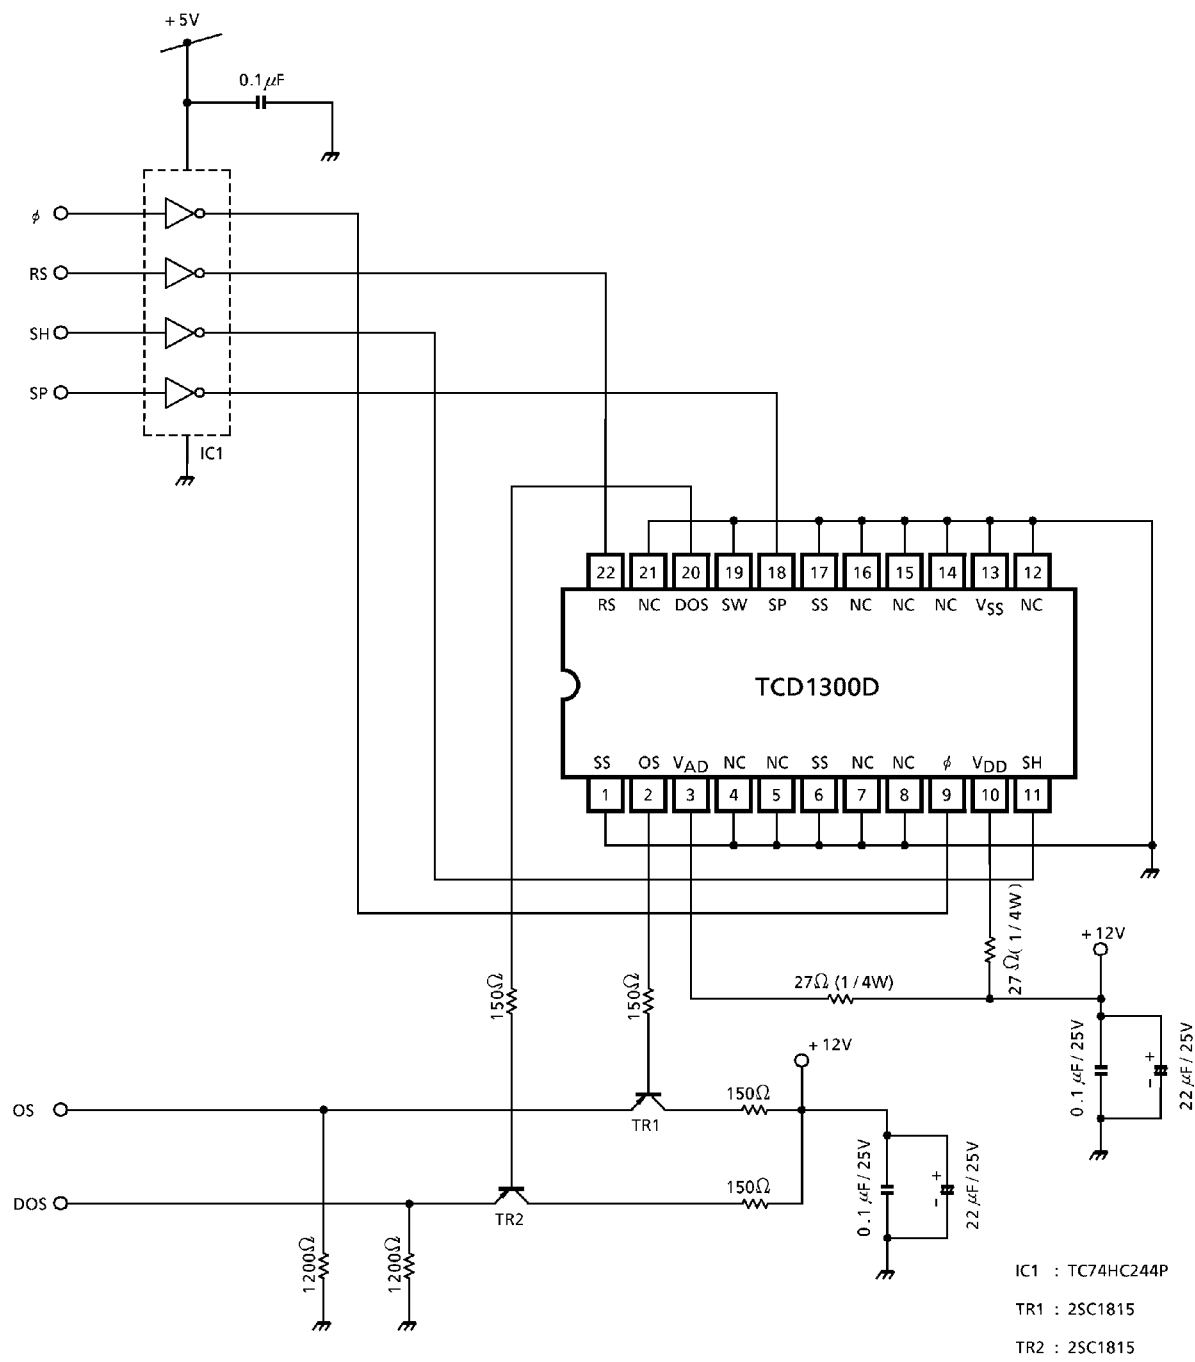 +5V
0.1μF
ϕ
RS
SH
SP
IC1
22 21 20 19 18 17 16 15 14 13 12
RS NC DOS SW SP SS NC NC NC VSS NC
TCD1300D
SS OS VAD NC NC SS NC NC ϕ VDD SH
1 2 3 4 5 6 7 8 9 10 11
27Ω(1/4W)
+12V
27Ω (1/4W)
150Ω
150Ω
0.1μF/25V
+
-
22μF/25V
+12V
OS
TR1
150Ω
DOS
TR2
150Ω
0.1μF/25V
+
-
22μF/25V
1200Ω
1200Ω
IC1 : TC74HC244P
TR1 : 2SC1815
TR2 : 2SC1815